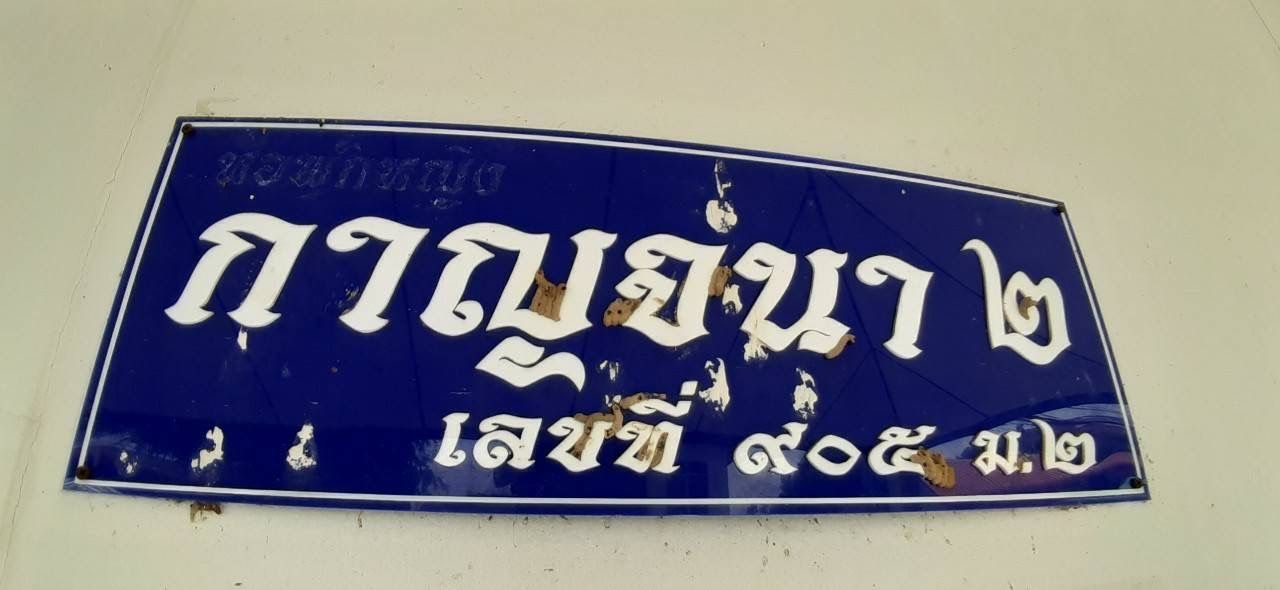 หอพักหญิง
กาญจนา ๒
เลขที่ ๙๐๕ ม.๒